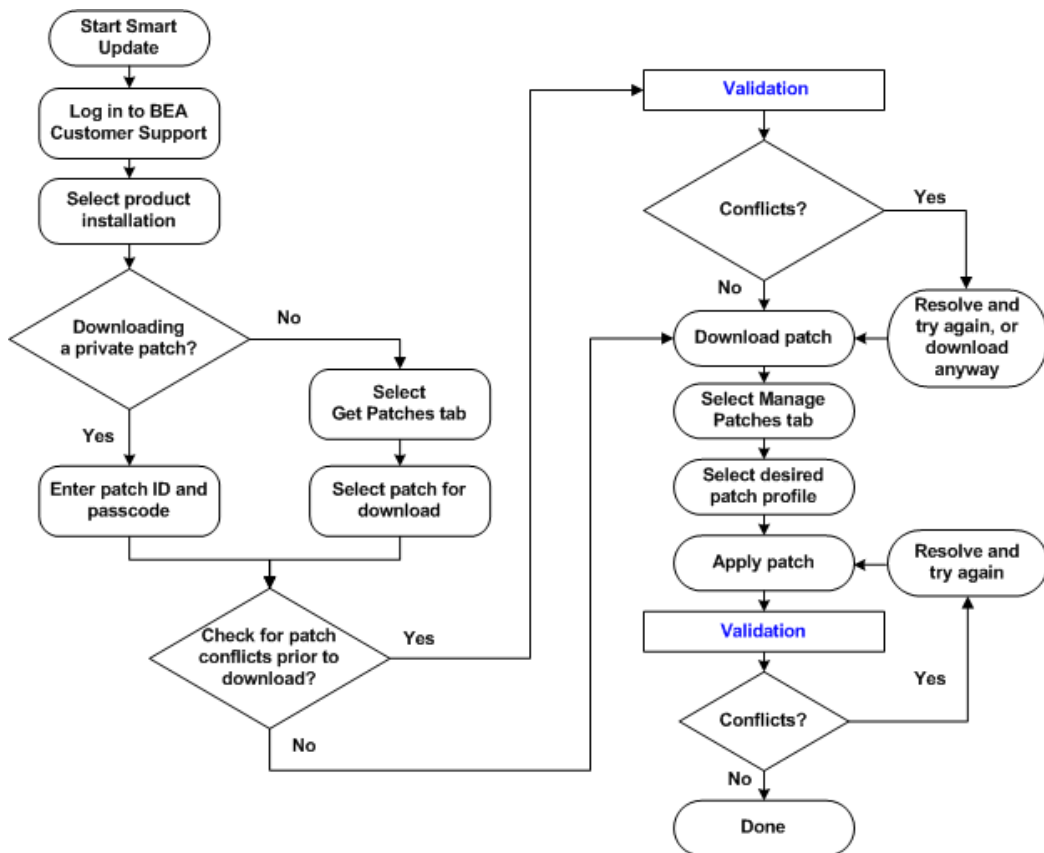 Start Smart
Update
Log in to BEA
Customer Support
Select product
installation
Downloading
a private patch?
No
Yes
Select
Get Patches tab
Enter patch ID and
passcode
Select patch for
download
Check for patch
conflicts prior to
download?
Yes
No
Validation
Conflicts?
Yes
No
Resolve and
try again, or
download
anyway
Download patch
Select Manage
Patches tab
Select desired
patch profile
Apply patch
Resolve and
try again
Validation
Yes
Conflicts?
No
Done